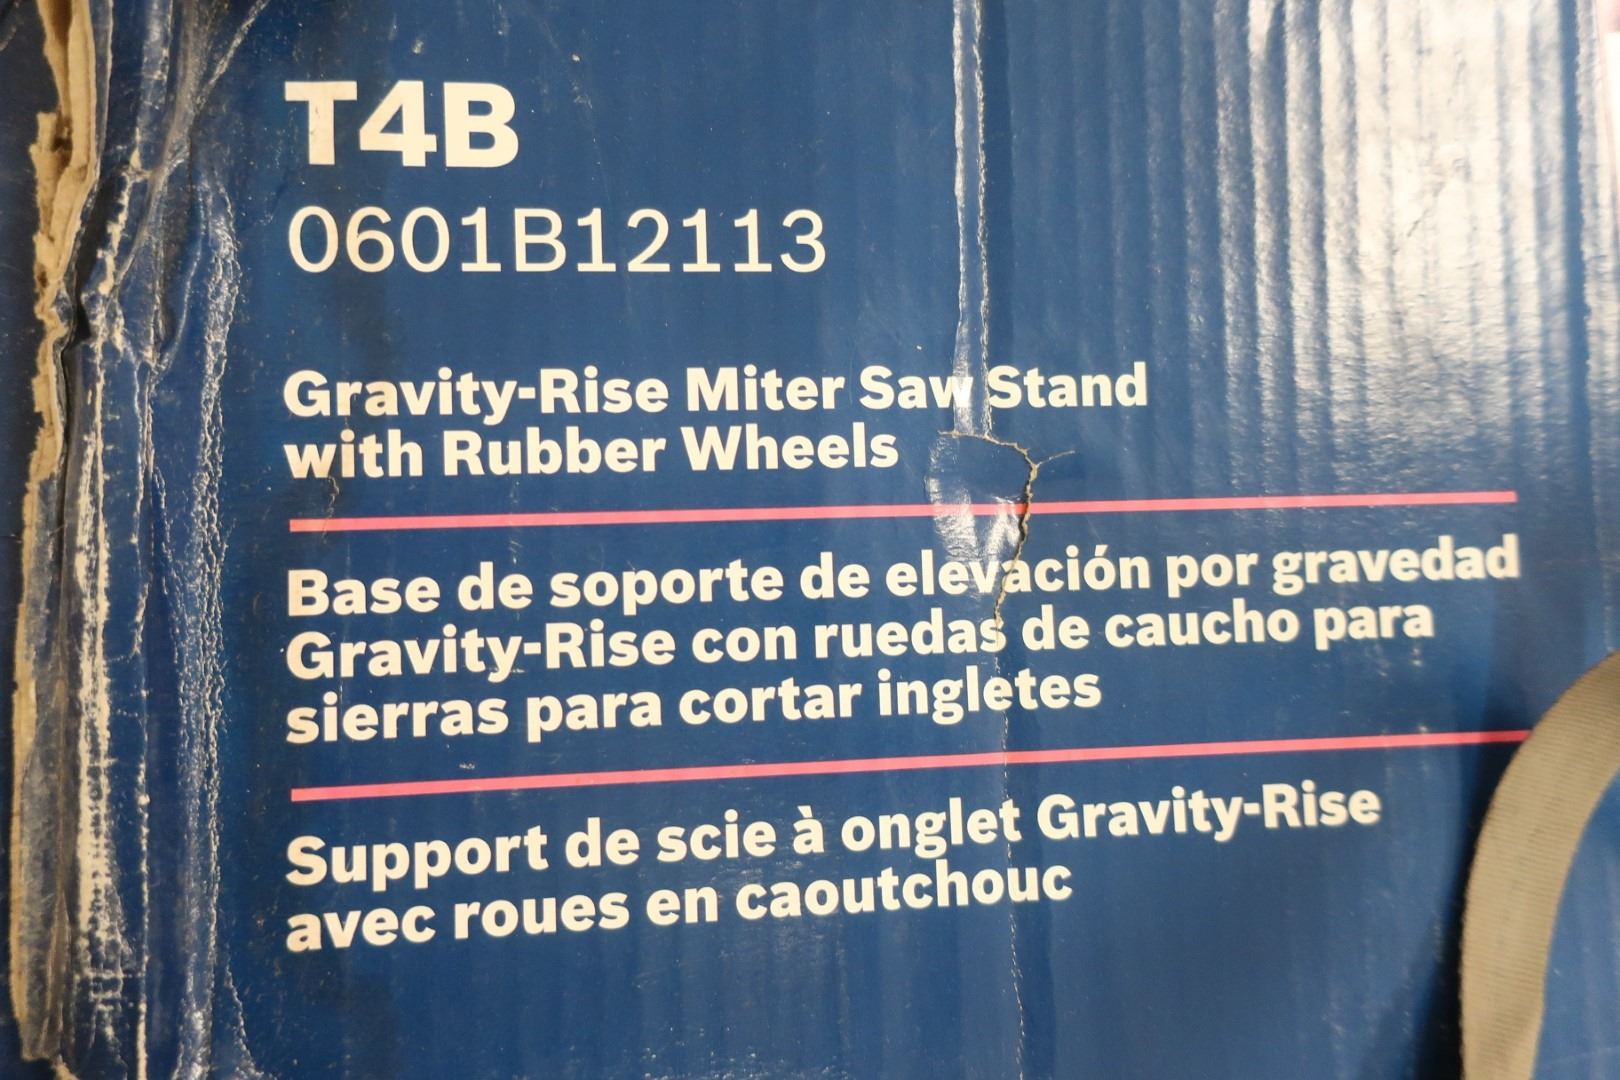 T4B
0601B12113
Gravity-Rise Miter Saw Stand
with Rubber Wheels
Base de soporte de elevación por gravedad
Gravity-Rise con ruedas de caucho para
sierras para cortar ingletes
Support de scie à onglet Gravity-Rise
avec roues en caoutchouc